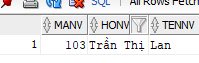 SQL | All Rows Fetch
MANV HONV TENNV
1 103 Trần Thị Lan